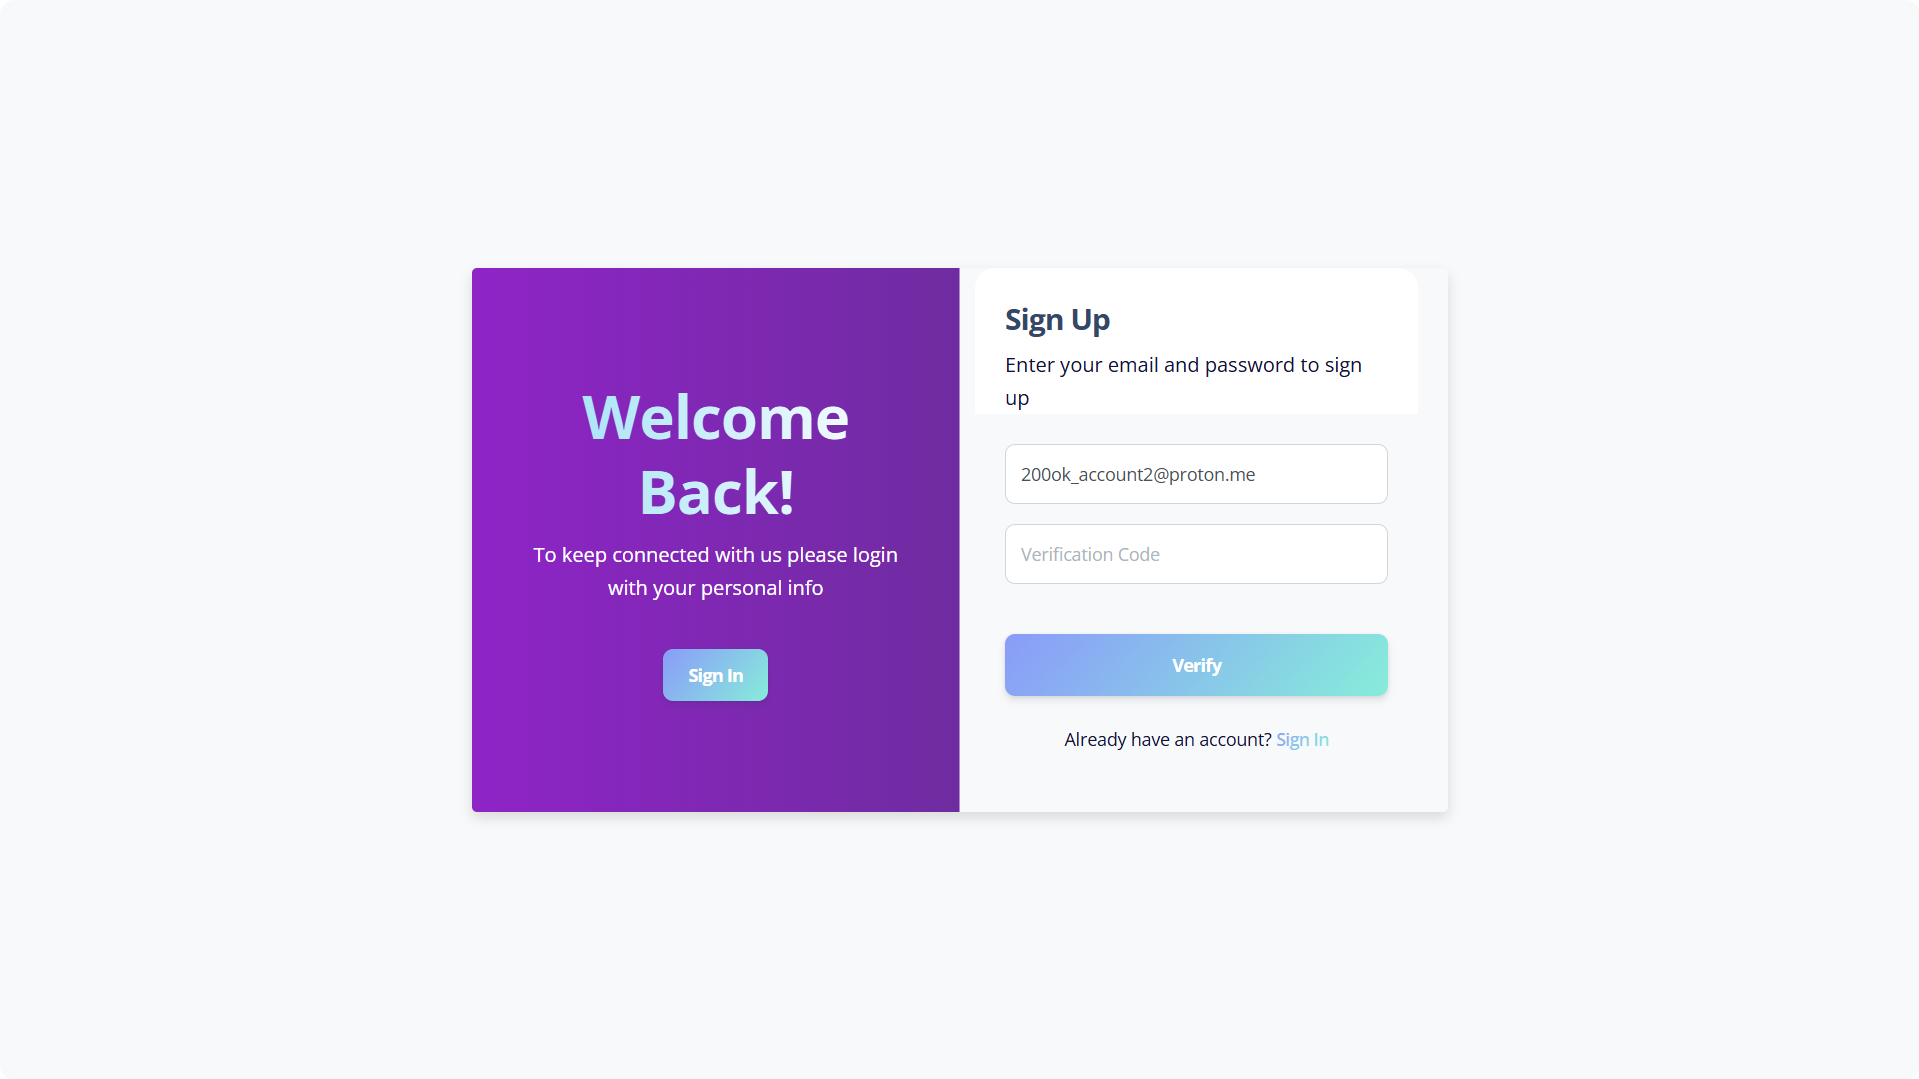 Welcome
Back!
To keep connected with us please login
with your personal info
Sign In
Sign Up
Enter your email and password to sign
up
200ok_account2@proton.me
Verification Code
Verify
Already have an account? Sign In